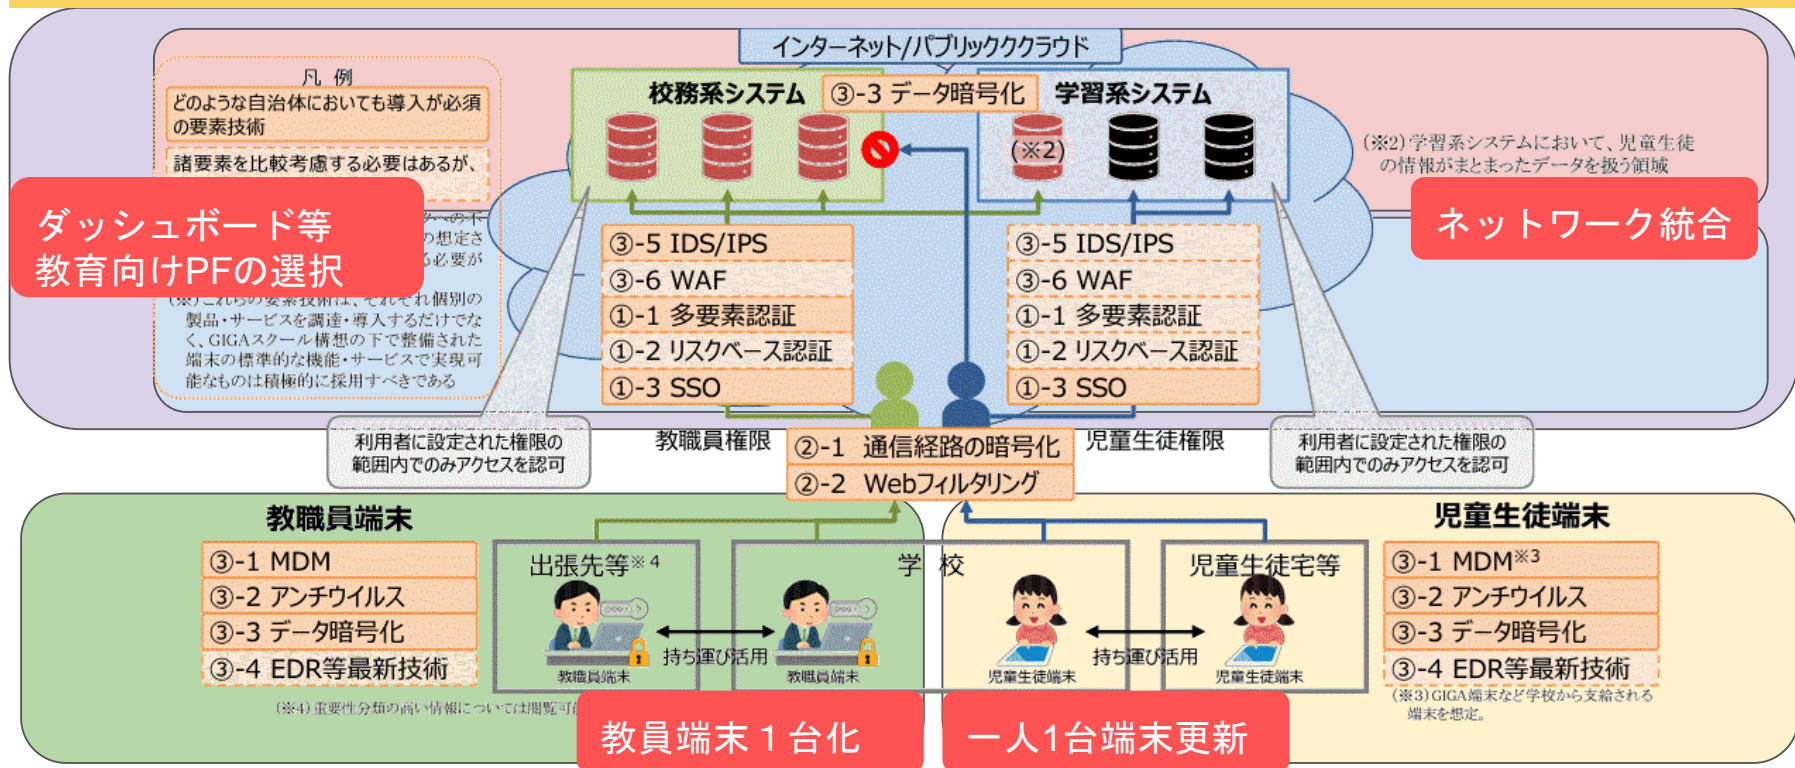 インターネット/パブリッククラウド
凡 例
どのような自治体においても導入が必須
の要素技術
諸要素を比較考慮する必要はあるが、
ダッシュボード等
教育向けPFの選択
への不
の想定さ
る必要が
(※)これらの要素技術は、それぞれ個別の
製品・サービスを調達・導入するだけでな
く、GIGAスクール構想の下で整備された
端末の標準的な機能・サービスで実現可
能なものは積極的に採用すべきである
校務系システム
③-3 データ暗号化
学習系システム
(※2)
(※2)学習系システムにおいて、児童生徒
の情報がまとまったデータを扱う領域
ネットワーク統合
③-5 IDS/IPS
③-6 WAF
①-1 多要素認証
①-2 リスクベース認証
①-3 SSO
③-5 IDS/IPS
③-6 WAF
①-1 多要素認証
①-2 リスクベース認証
①-3 SSO
利用者に設定された権限の
範囲内でのみアクセスを認可
教職員権限
②-1 通信経路の暗号化
②-2 Webフィルタリング
児童生徒権限
利用者に設定された権限の
範囲内でのみアクセスを認可
教職員端末
③-1 MDM
③-2 アンチウイルス
③-3 データ暗号化
③-4 EDR等最新技術
出張先等※4
学 校
児童生徒宅等
持ち運び活用
持ち運び活用
教職員端末
教職員端末
児童生徒端末
児童生徒端末
児童生徒端末
③-1 MDM※3
③-2 アンチウイルス
③-3 データ暗号化
③-4 EDR等最新技術
(※3)GIGA端末など学校から支給される
端末を想定。
(※4)重要性分類の高い情報については閲覧可
教員端末１台化
一人1台端末更新